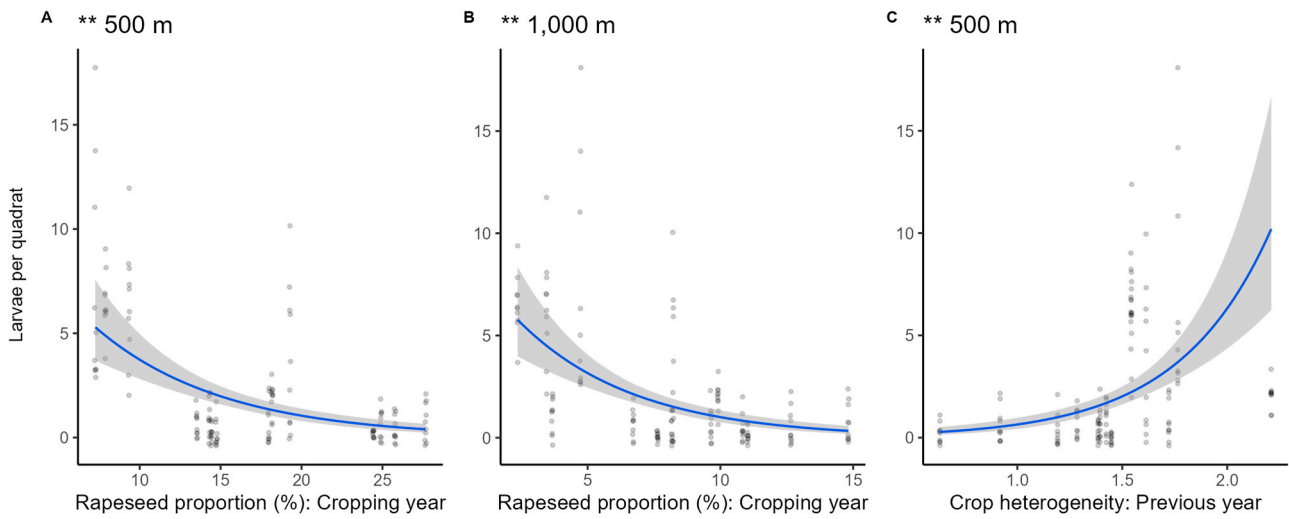 A ** 500 m
B ** 1,000 m
C ** 500 m
Larvae per quadrat
15
10
5
0
10 15 20 25
Rapeseed proportion (%): Cropping year
15
10
5
0
5 10 15
Rapeseed proportion (%): Cropping year
15
10
5
0
1.0 1.5 2.0
Crop heterogeneity: Previous year